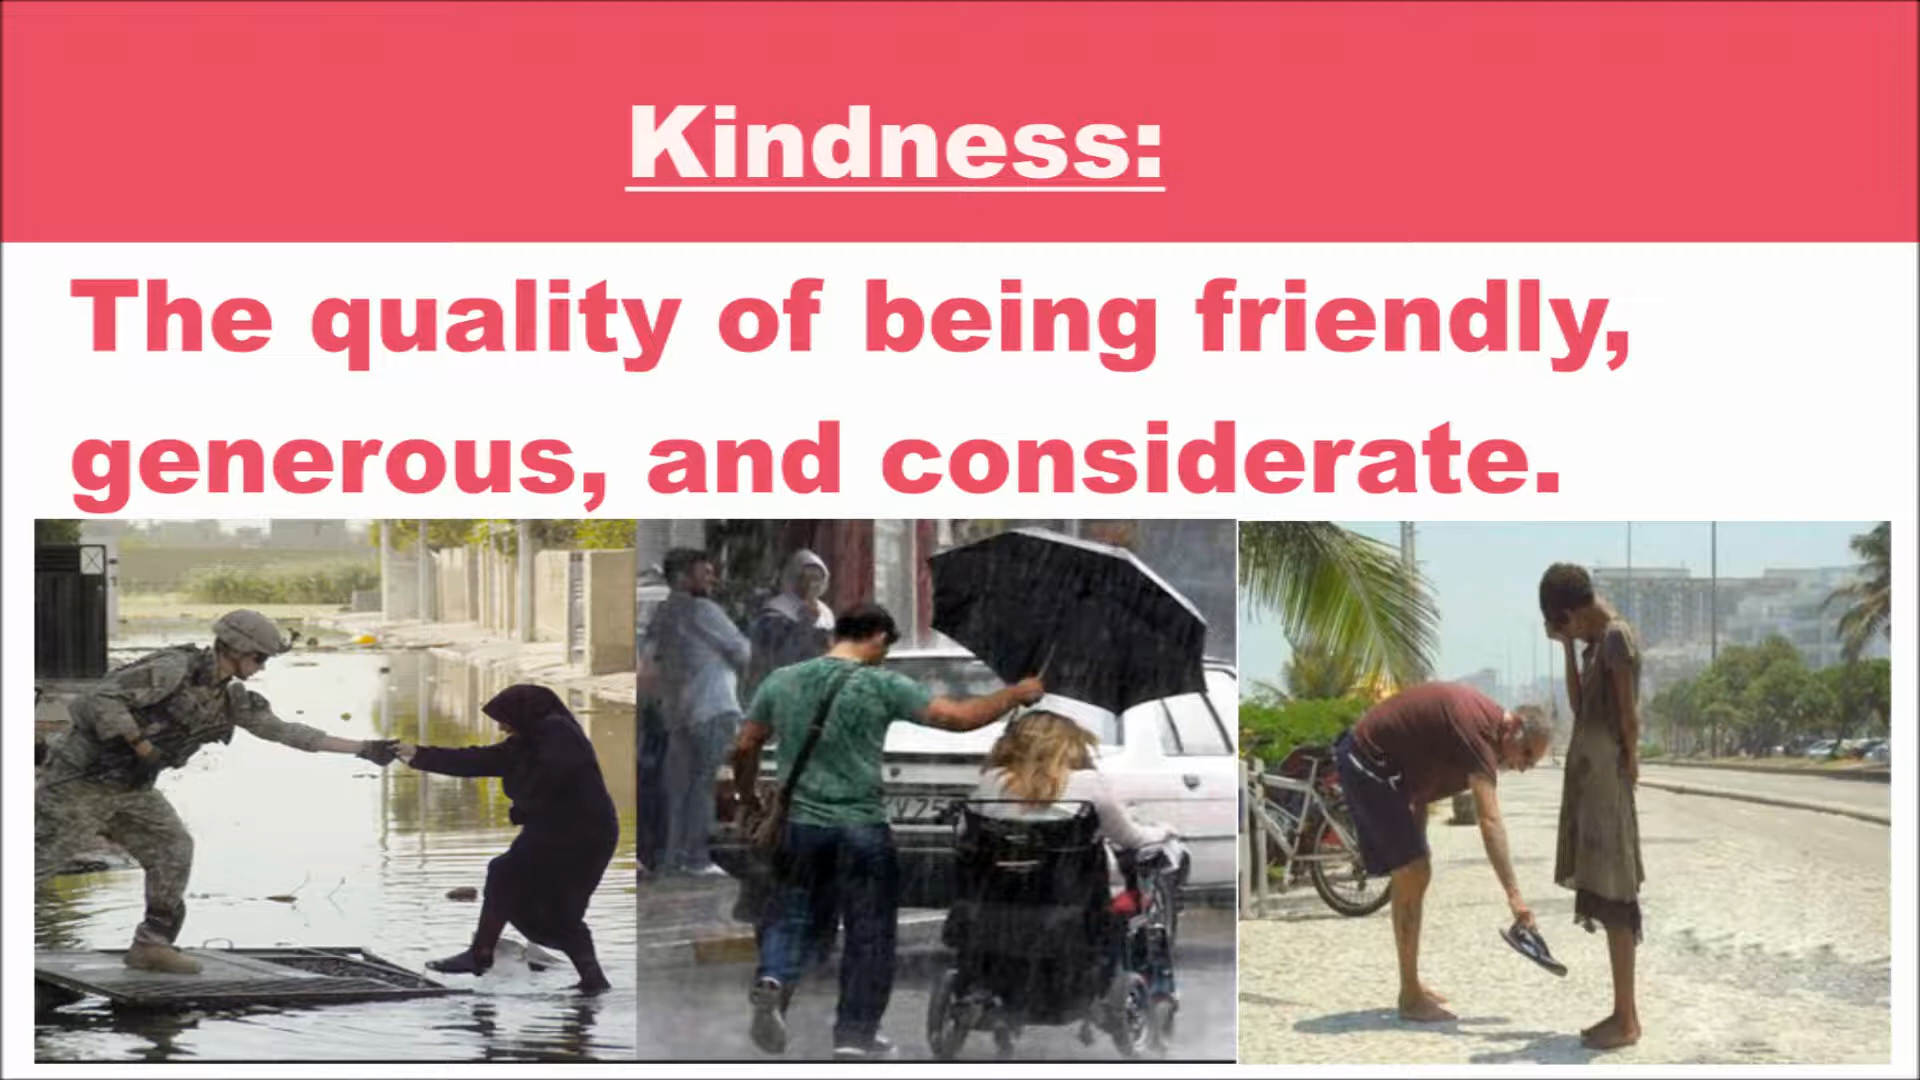 Kindness:
The quality of being friendly,
generous, and considerate.